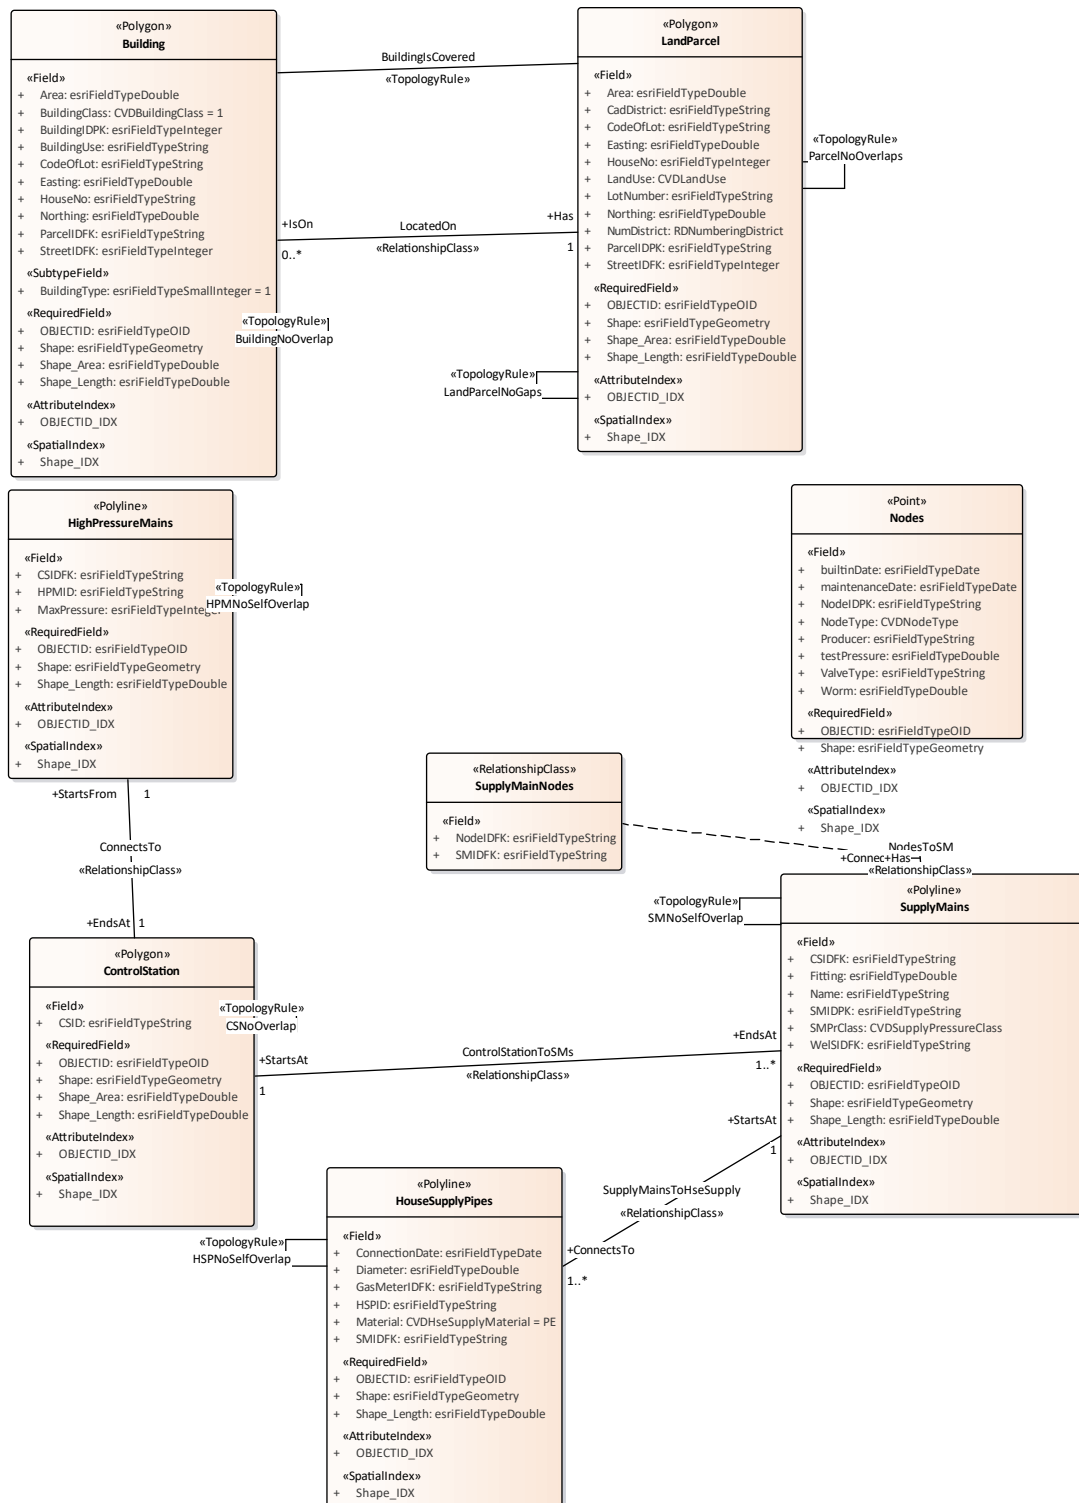 «Polygon»
Building
«Field»
+ Area: esriFieldTypeDouble
+ BuildingClass: CVDBuildingClass = 1
+ BuildingIDPK: esriFieldTypeInteger
+ BuildingUse: esriFieldTypeString
+ CodeOfLot: esriFieldTypeString
+ Easting: esriFieldTypeDouble
+ HouseNo: esriFieldTypeString
+ Northing: esriFieldTypeDouble
+ ParcelIDFK: esriFieldTypeString
+ StreetIDFK: esriFieldTypeInteger
«SubtypeField»
+ BuildingType: esriFieldTypeSmallInteger = 1
«RequiredField»
+ OBJECTID: esriFieldTypeOID
+ Shape: esriFieldTypeGeometry
+ Shape_Area: esriFieldTypeDouble
+ Shape_Length: esriFieldTypeDouble
«AttributeIndex»
+ OBJECTID_IDX
«SpatialIndex»
+ Shape_IDX
«TopologyRule»
BuildingNoOverlap
BuildingIsCovered
«TopologyRule»
+IsOn
0..*
LocatedOn
«RelationshipClass»
+Has
1
«Polygon»
LandParcel
«Field»
+ Area: esriFieldTypeDouble
+ CadDistrict: esriFieldTypeString
+ CodeOfLot: esriFieldTypeString
+ Easting: esriFieldTypeDouble
+ HouseNo: esriFieldTypeInteger
+ LandUse: CVDLandUse
+ LotNumber: esriFieldTypeString
+ Northing: esriFieldTypeDouble
+ NumDistrict: RDNumberingDistrict
+ ParcelIDPK: esriFieldTypeString
+ StreetIDFK: esriFieldTypeInteger
«RequiredField»
+ OBJECTID: esriFieldTypeOID
+ Shape: esriFieldTypeGeometry
+ Shape_Area: esriFieldTypeDouble
+ Shape_Length: esriFieldTypeDouble
«AttributeIndex»
+ OBJECTID_IDX
«SpatialIndex»
+ Shape_IDX
«TopologyRule»
ParcelNoOverlaps
«TopologyRule»
LandParcelNoGaps
«Polyline»
HighPressureMains
«Field»
+ CSIDFK: esriFieldTypeString
+ HPMID: esriFieldTypeString
+ MaxPressure: esriFieldTypeInteger
«RequiredField»
+ OBJECTID: esriFieldTypeOID
+ Shape: esriFieldTypeGeometry
+ Shape_Length: esriFieldTypeDouble
«AttributeIndex»
+ OBJECTID_IDX
«SpatialIndex»
+ Shape_IDX
«TopologyRule»
HPMNoSelfOverlap
«Point»
Nodes
«Field»
+ builtinDate: esriFieldTypeDate
+ maintenanceDate: esriFieldTypeDate
+ NodeIDPK: esriFieldTypeString
+ NodeType: CVDNodeType
+ Producer: esriFieldTypeString
+ testPressure: esriFieldTypeDouble
+ ValveType: esriFieldTypeString
+ Worm: esriFieldTypeDouble
«RequiredField»
+ OBJECTID: esriFieldTypeOID
+ Shape: esriFieldTypeGeometry
«AttributeIndex»
+ OBJECTID_IDX
«SpatialIndex»
+ Shape_IDX
«RelationshipClass»
SupplyMainNodes
«Field»
+ NodeIDFK: esriFieldTypeString
+ SMIDFK: esriFieldTypeString
+StartsFrom 1
ConnectsTo
«RelationshipClass»
+EndsAt 1
NodesToSM
+Connec+Has
«RelationshipClass»
«Polyline»
SupplyMains
«Field»
+ CSIDFK: esriFieldTypeString
+ Fitting: esriFieldTypeDouble
+ Name: esriFieldTypeString
+ SMIDPK: esriFieldTypeString
+ SMPrClass: CVDSupplyPressureClass
+ WelSIDFK: esriFieldTypeString
«RequiredField»
+ OBJECTID: esriFieldTypeOID
+ Shape: esriFieldTypeGeometry
+ Shape_Length: esriFieldTypeDouble
«AttributeIndex»
+ OBJECTID_IDX
«SpatialIndex»
+ Shape_IDX
«TopologyRule»
SMNoSelfOverlap
«Polygon»
ControlStation
«Field»
+ CSID: esriFieldTypeString
«RequiredField»
+ OBJECTID: esriFieldTypeOID
+ Shape: esriFieldTypeGeometry
+ Shape_Area: esriFieldTypeDouble
+ Shape_Length: esriFieldTypeDouble
«AttributeIndex»
+ OBJECTID_IDX
«SpatialIndex»
+ Shape_IDX
«TopologyRule»
CSNoOverlap
+StartsAt
1
ControlStationToSMs
«RelationshipClass»
+EndsAt
1..*
+StartsAt
1
SupplyMainsToHseSupply
«RelationshipClass»
+ConnectsTo
1..*
«Polyline»
HouseSupplyPipes
«Field»
+ ConnectionDate: esriFieldTypeDate
+ Diameter: esriFieldTypeDouble
+ GasMeterIDFK: esriFieldTypeString
+ HSPID: esriFieldTypeString
+ Material: CVDHseSupplyMaterial = PE
+ SMIDFK: esriFieldTypeString
«RequiredField»
+ OBJECTID: esriFieldTypeOID
+ Shape: esriFieldTypeGeometry
+ Shape_Length: esriFieldTypeDouble
«AttributeIndex»
+ OBJECTID_IDX
«SpatialIndex»
+ Shape_IDX
«TopologyRule»
HSPNoSelfOverlap